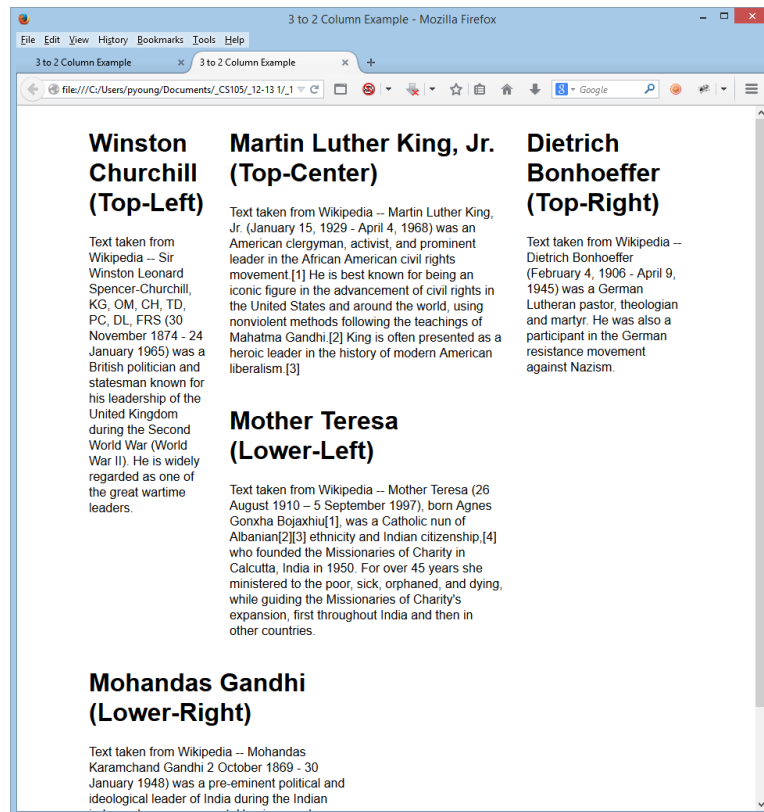 3 to 2 Column Example - Mozilla Firefox
File Edit View History Bookmarks Tools Help
3 to 2 Column Example × 3 to 2 Column Example × +
file:///C:/Users/pyoung/Documents/_CS105/_12-13 1/_1 8 Google
Winston
Churchill
(Top-Left)
Text taken from
Wikipedia -- Sir
Winston Leonard
Spencer-Churchill,
KG, OM, CH, TD,
PC, DL, FRS (30
November 1874 - 24
January 1965) was a
British politician and
statesman known for
his leadership of the
United Kingdom
during the Second
World War (World
War II). He is widely
regarded as one of
the great wartime
leaders.
Martin Luther King, Jr.
(Top-Center)
Text taken from Wikipedia -- Martin Luther King,
Jr. (January 15, 1929 - April 4, 1968) was an
American clergyman, activist, and prominent
leader in the African American civil rights
movement.[1] He is best known for being an
iconic figure in the advancement of civil rights in
the United States and around the world, using
nonviolent methods following the teachings of
Mahatma Gandhi.[2] King is often presented as a
heroic leader in the history of modern American
liberalism.[3]
Dietrich
Bonhoeffer
(Top-Right)
Text taken from Wikipedia --
Dietrich Bonhoeffer
(February 4, 1906 - April 9,
1945) was a German
Lutheran pastor, theologian
and martyr. He was also a
participant in the German
resistance movement
against Nazism.
Mother Teresa
(Lower-Left)
Text taken from Wikipedia -- Mother Teresa (26
August 1910 – 5 September 1997), born Agnes
Gonxha Bojaxhiu[1], was a Catholic nun of
Albanian[2][3] ethnicity and Indian citizenship,[4]
who founded the Missionaries of Charity in
Calcutta, India in 1950. For over 45 years she
ministered to the poor, sick, orphaned, and dying,
while guiding the Missionaries of Charity's
expansion, first throughout India and then in
other countries.
Mohandas Gandhi
(Lower-Right)
Text taken from Wikipedia -- Mohandas
Karamchand Gandhi 2 October 1869 - 30
January 1948) was a pre-eminent political and
ideological leader of India during the Indian